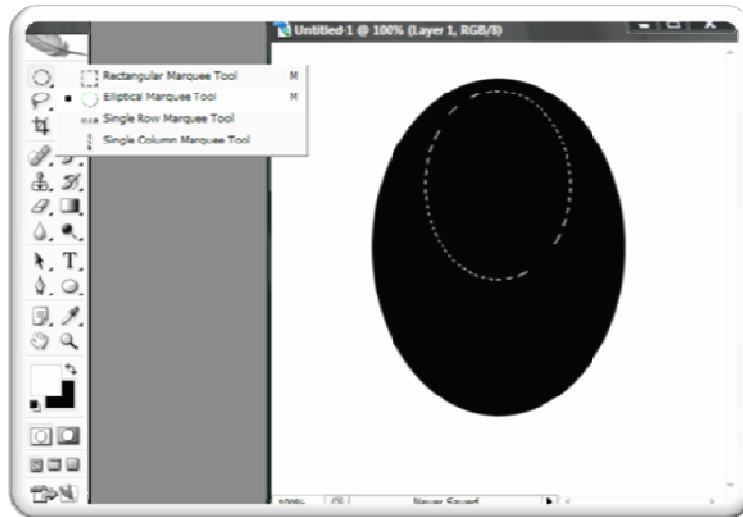 Untitled-1 @ 100% (Layer 1, RGB/8)
Rectangular Marquee Tool M
Elliptical Marquee Tool M
Single Row Marquee Tool
Single Column Marquee Tool
T
100%
Never Saved